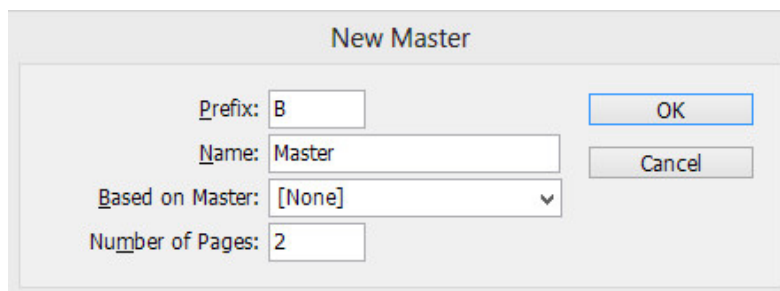 New Master
Prefix: B
OK
Name: Master
Cancel
Based on Master: [None]
Number of Pages: 2